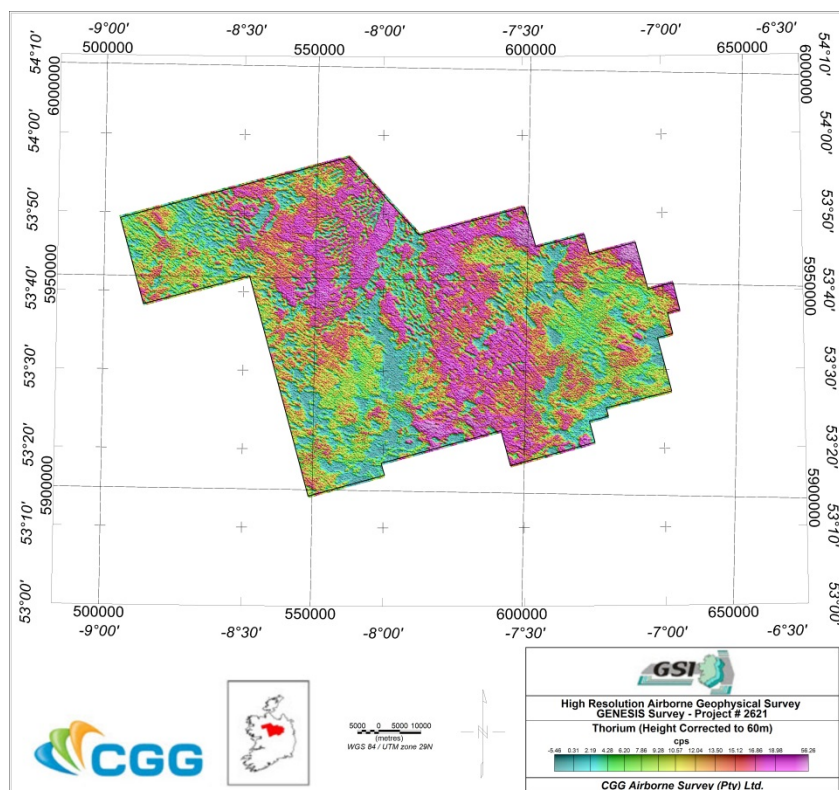 -9°00' -8°30' -8°00' -7°30' -7°00' -6°30'
500000 550000 600000 650000
54°10' 6000000 6000000 54°10'
54°00' 54°00'
53°50' 53°50'
5950000 5950000
53°40' 53°40'
53°30' 53°30'
53°20' 53°20'
5900000 5900000
53°10' 53°10'
53°00' 53°00'
500000 550000 600000 650000
-9°00' -8°30' -8°00' -7°30' -7°00' -6°30'
CGG
5000 0 5000 10000
(metres)
WGS 84 / UTM zone 29N
N
GSI
High Resolution Airborne Geophysical Survey
GENESIS Survey - Project # 2621
Thorium (Height Corrected to 60m)
cps
-5.46 0.31 2.19 4.28 6.20 7.86 9.28 10.57 12.04 13.50 15.12 16.86 18.98 56.28
CGG Airborne Survey (Pty) Ltd.